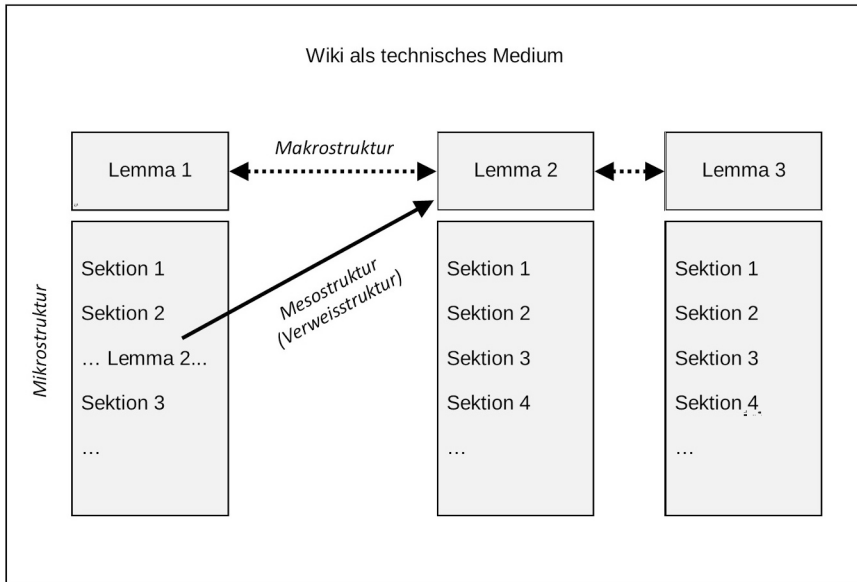 Wiki als technisches Medium
Lemma 1
Makrostruktur
Lemma 2
Lemma 3
Mikrostruktur
Sektion 1
Sektion 2
… Lemma 2...
Sektion 3
…
Mesostruktur
(Verweisstruktur)
Sektion 1
Sektion 2
Sektion 3
Sektion 4
…
Sektion 1
Sektion 2
Sektion 3
Sektion 4
…